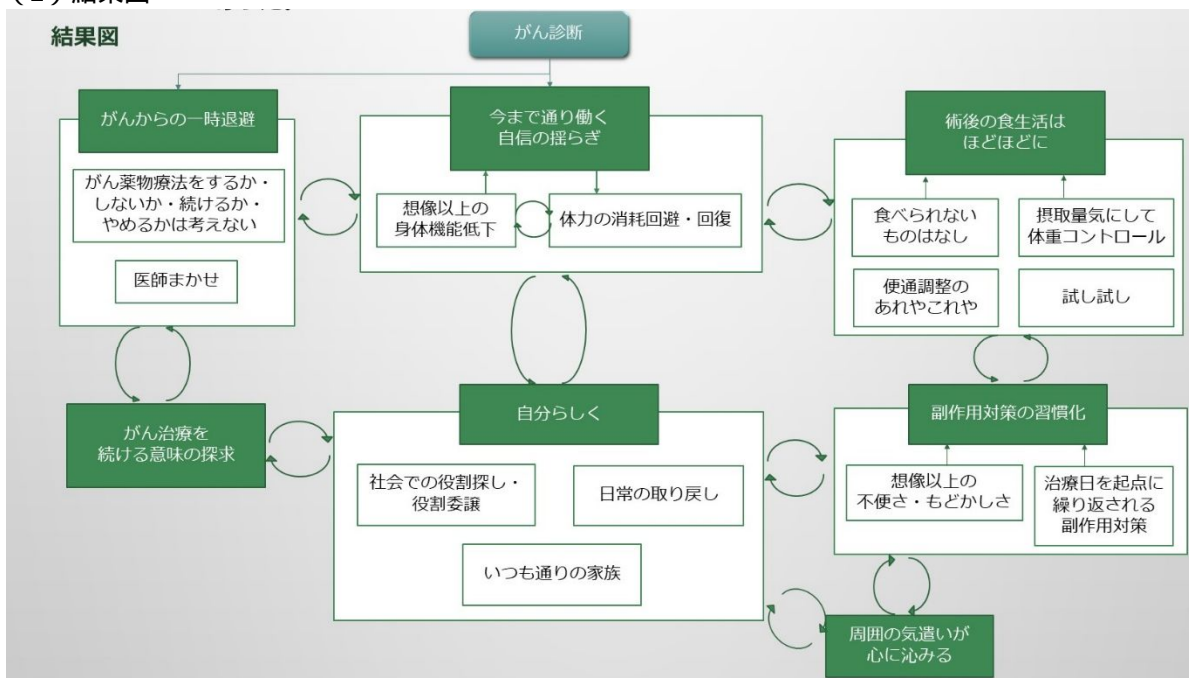 結果図
がん診断
がんからの一時退避
がん薬物療法をするか・
しないか・続けるか・
やめるかは考えない
医師まかせ
今まで通り働く
自信の揺らぎ
想像以上の
身体機能低下
体力の消耗回避・回復
術後の食生活は
ほどほどに
食べられない
ものはなし
摂取量気にして
体重コントロール
便通調整の
あれやこれや
試し試し
がん治療を
続ける意味の探求
自分らしく
社会での役割探し・
役割委譲
日常の取り戻し
いつも通りの家族
副作用対策の習慣化
想像以上の
不便さ・もどかしさ
治療日を起点に
繰り返される
副作用対策
周囲の気遣いが
心に沁みる